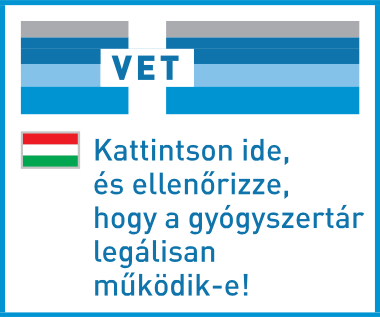 VET
Kattintson ide,
és ellenőrizze,
hogy a gyógyszertár
legálisan
működik-e!